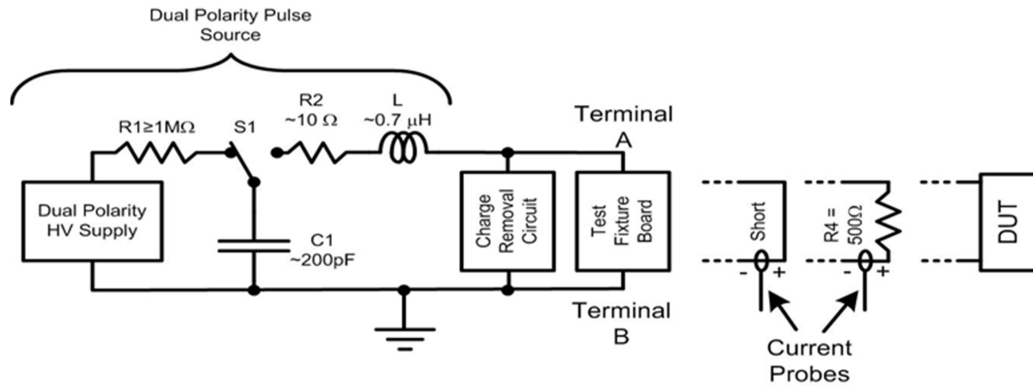 Dual Polarity Pulse
Source
R1≥1MΩ
S1
R2
~10 Ω
L
~0.7 μH
Terminal
A
Dual Polarity
HV Supply
C1
~200pF
Charge
Removal
Circuit
Test
Fixture
Board
Short
- +
R4 =
500Ω
- +
DUT
Terminal
B
Current
Probes